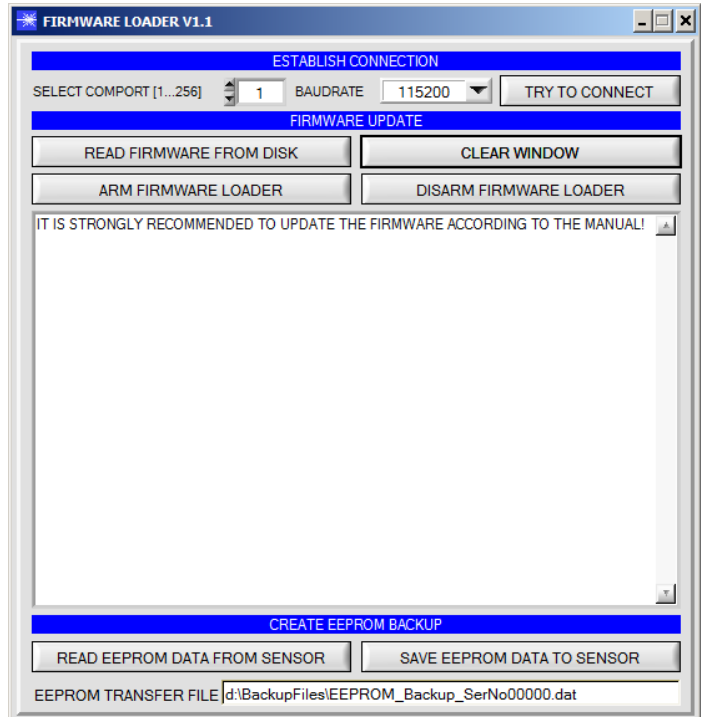 FIRMWARE LOADER V1.1
ESTABLISH CONNECTION
SELECT COMPORT [1...256] 1 BAUDRATE 115200 TRY TO CONNECT
FIRMWARE UPDATE
READ FIRMWARE FROM DISK CLEAR WINDOW
ARM FIRMWARE LOADER DISARM FIRMWARE LOADER
IT IS STRONGLY RECOMMENDED TO UPDATE THE FIRMWARE ACCORDING TO THE MANUAL!
CREATE EEPROM BACKUP
READ EEPROM DATA FROM SENSOR SAVE EEPROM DATA TO SENSOR
EEPROM TRANSFER FILE d:\BackupFiles\EEPROM_Backup_SerNo00000.dat